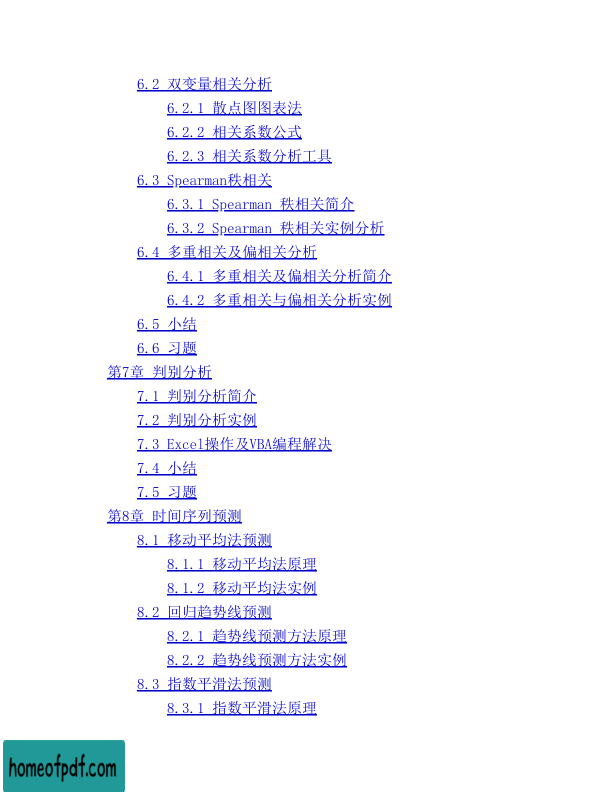 6.2 双变量相关分析
6.2.1 散点图图表法
6.2.2 相关系数公式
6.2.3 相关系数分析工具
6.3 Spearman秩相关
6.3.1 Spearman 秩相关简介
6.3.2 Spearman 秩相关实例分析
6.4 多重相关及偏相关分析
6.4.1 多重相关及偏相关分析简介
6.4.2 多重相关与偏相关分析实例
6.5 小结
6.6 习题
第7章 判别分析
7.1 判别分析简介
7.2 判别分析实例
7.3 Excel操作及VBA编程解决
7.4 小结
7.5 习题
第8章 时间序列预测
8.1 移动平均法预测
8.1.1 移动平均法原理
8.1.2 移动平均法实例
8.2 回归趋势线预测
8.2.1 趋势线预测方法原理
8.2.2 趋势线预测方法实例
8.3 指数平滑法预测
8.3.1 指数平滑法原理
homeofpdf.com